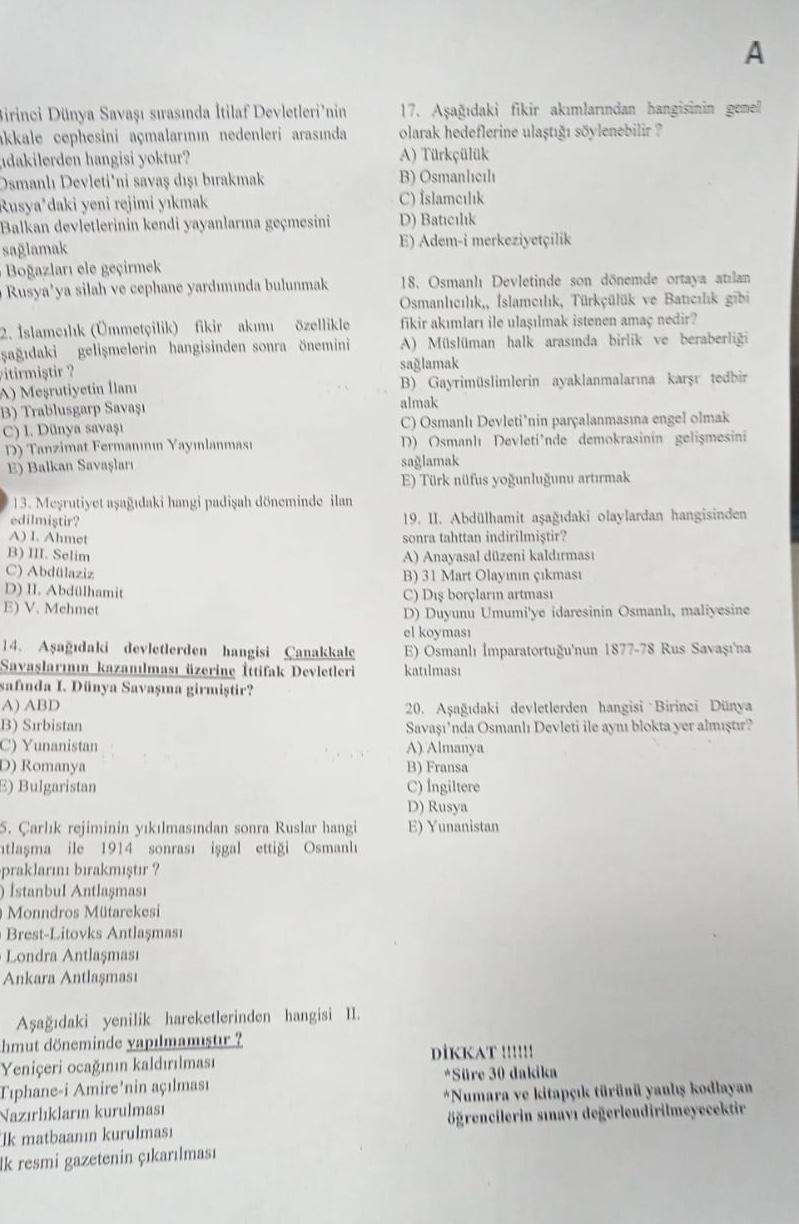 A
Birinci Dünya Savaşı sırasında İtilaf Devletleri'nin
akkale cephesini açmalarının nedenleri arasında
ıdakilerden hangisi yoktur?
Osmanlı Devleti'ni savaş dışı bırakmak
Rusya'daki yeni rejimi yıkmak
Balkan devletlerinin kendi yayanlarına geçmesini
sağlamak
Boğazları ele geçirmek
Rusya'ya silah ve cephane yardımında bulunmak
2. İslamcılık (Ümmetçilik) fikir akımı özellikle
şağıdaki gelişmelerin hangisinden sonra önemini
yitirmiştir ?
A) Meşrutiyetin İlanı
B) Trablusgarp Savaşı
C) I. Dünya savaşı
D) Tanzimat Fermanının Yayınlanması
E) Balkan Savaşları
13. Meşrutiyet aşağıdaki hangi padişah döneminde ilan
edilmiştir?
A) I. Ahmet
B) III. Selim
C) Abdülaziz
D) II. Abdülhamit
E) V. Mehmet
14. Aşağıdaki devletlerden hangisi Çanakkale
Savaşlarının kazanılması üzerine İttifak Devletleri
safında I. Dünya Savaşına girmiştir?
A) ABD
B) Sırbistan
C) Yunanistan
D) Romanya
E) Bulgaristan
5. Çarlık rejiminin yıkılmasından sonra Ruslar hangi
ntlaşma ile 1914 sonrası işgal ettiği Osmanlı
praklarını bırakmıştır ?
) İstanbul Antlaşması
) Monndros Mütarekesi
Brest-Litovks Antlaşması
Londra Antlaşması
Ankara Antlaşması
Aşağıdaki yenilik hareketlerinden hangisi II.
hmut döneminde yapılmamıştır ?
Yeniçeri ocağının kaldırılması
Tıphane-i Amire'nin açılması
Nazırlıkların kurulması
İlk matbaanın kurulması
lk resmi gazetenin çıkarılması
17. Aşağıdaki fikir akımlarından hangisinin genel
olarak hedeflerine ulaştığı söylenebilir ?
A) Türkçülük
B) Osmanlıcılı
C) İslamcılık
D) Batıcılık
E) Adem-i merkeziyetçilik
18. Osmanlı Devletinde son dönemde ortaya atılan
Osmanlıcılık,, İslamcılık, Türkçülük ve Batıcılık gibi
fikir akımları ile ulaşılmak istenen amaç nedir?
A) Müslüman halk arasında birlik ve beraberliği
sağlamak
B) Gayrimüslimlerin ayaklanmalarına karşı tedbir
almak
C) Osmanlı Devleti'nin parçalanmasına engel olmak
D) Osmanlı Devleti'nde demokrasinin gelişmesini
sağlamak
E) Türk nüfus yoğunluğunu artırmak
19. II. Abdülhamit aşağıdaki olaylardan hangisinden
sonra tahttan indirilmiştir?
A) Anayasal düzeni kaldırması
B) 31 Mart Olayının çıkması
C) Dış borçların artması
D) Duyunu Umumi'ye idaresinin Osmanlı, maliyesine
el koyması
E) Osmanlı İmparatortuğu'nun 1877-78 Rus Savaşı'na
katılması
20. Aşağıdaki devletlerden hangisi Birinci Dünya
Savaşı'nda Osmanlı Devleti ile aynı blokta yer almıştır?
A) Almanya
B) Fransa
C) İngiltere
D) Rusya
E) Yunanistan
DİKKAT !!!!!!
*Süre 30 dakika
*Numara ve kitapçık türünü yanlış kodlayan
öğrencilerin sınavı değerlendirilmeyecektir